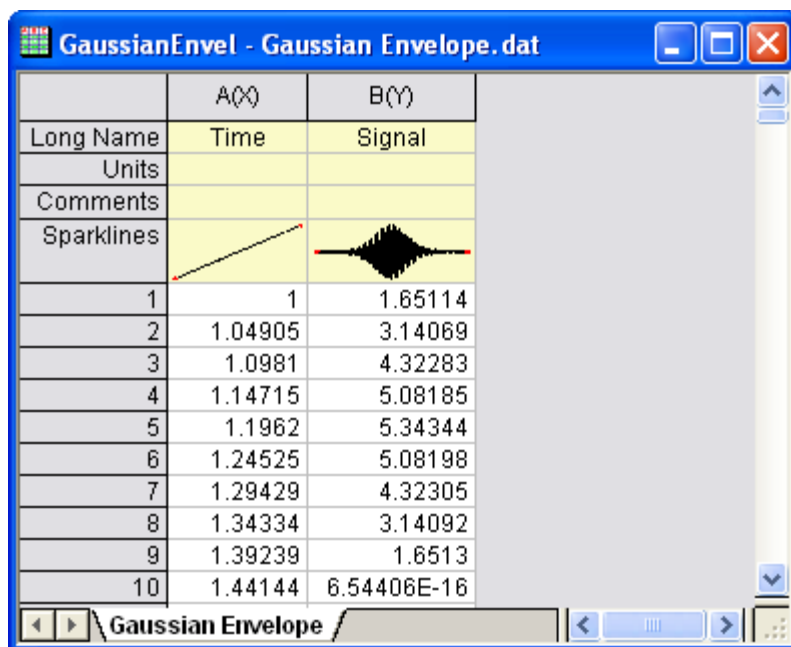 GaussianEnvel - Gaussian Envelope.dat
A(X) B(Y)
Long Name Time Signal
Units
Comments
Sparklines
1 1 1.65114
2 1.04905 3.14069
3 1.0981 4.32283
4 1.14715 5.08185
5 1.1962 5.34344
6 1.24525 5.08198
7 1.29429 4.32305
8 1.34334 3.14092
9 1.39239 1.6513
10 1.44144 6.54406E-16
Gaussian Envelope